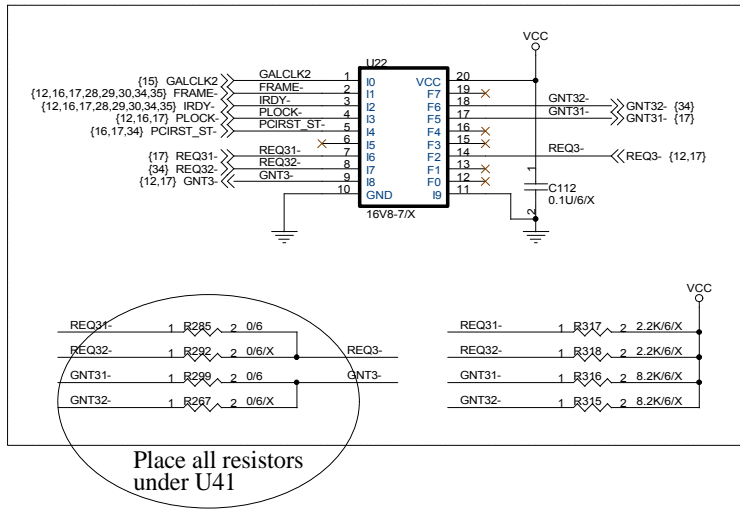 VCC
U22
{15} GALCLK2 GALCLK2 1 I0 VCC 20
{12,16,17,28,29,30,34,35} FRAME- FRAME- 2 I1 F7 19
{12,16,17,28,29,30,34,35} IRDY- IRDY- 3 I2 F6 18 GNT32- GNT32- {34}
{12,16,17} PLOCK- PLOCK- 4 I3 F5 17 GNT31- GNT31- {17}
{16,17,34} PCIRST_ST- PCIRST_ST- 5 I4 F4 16
6 I5 F3 15
{17} REQ31- REQ31- 7 I6 F2 14 REQ3- REQ3- {12,17}
{34} REQ32- REQ32- 8 I7 F1 13
{12,17} GNT3- GNT3- 9 I8 F0 12
10 GND I9 11
16V8-7/X
1
C112
0.1U/6/X
2
VCC
REQ31- 1 R285 2 0/6
REQ32- 1 R292 2 0/6/X REQ3-
GNT31- 1 R299 2 0/6 GNT3-
GNT32- 1 R267 2 0/6/X
REQ31- 1 R317 2 2.2K/6/X
REQ32- 1 R318 2 2.2K/6/X
GNT31- 1 R316 2 8.2K/6/X
GNT32- 1 R315 2 8.2K/6/X
Place all resistors
under U41